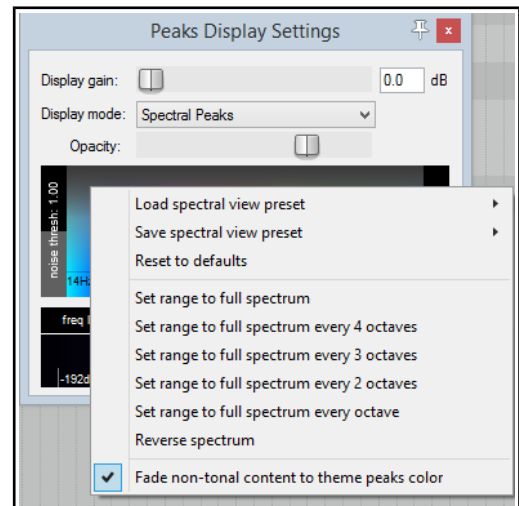 Peaks Display Settings
Display gain:
0.0 dB
Display mode: Spectral Peaks
Opacity:
noise thresh: 1.00
14Hz
Load spectral view preset
Save spectral view preset
Reset to defaults
Set range to full spectrum
Set range to full spectrum every 4 octaves
Set range to full spectrum every 3 octaves
Set range to full spectrum every 2 octaves
Set range to full spectrum every octave
Reverse spectrum
Fade non-tonal content to theme peaks color
freq
-192d